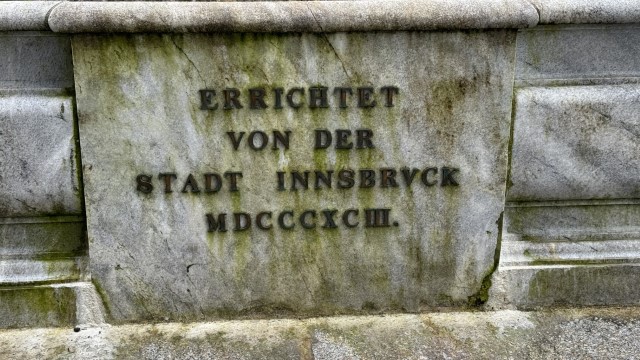 ERRICHTET
VON DER
STADT INNSBRVCK
MDCCCXCIII.